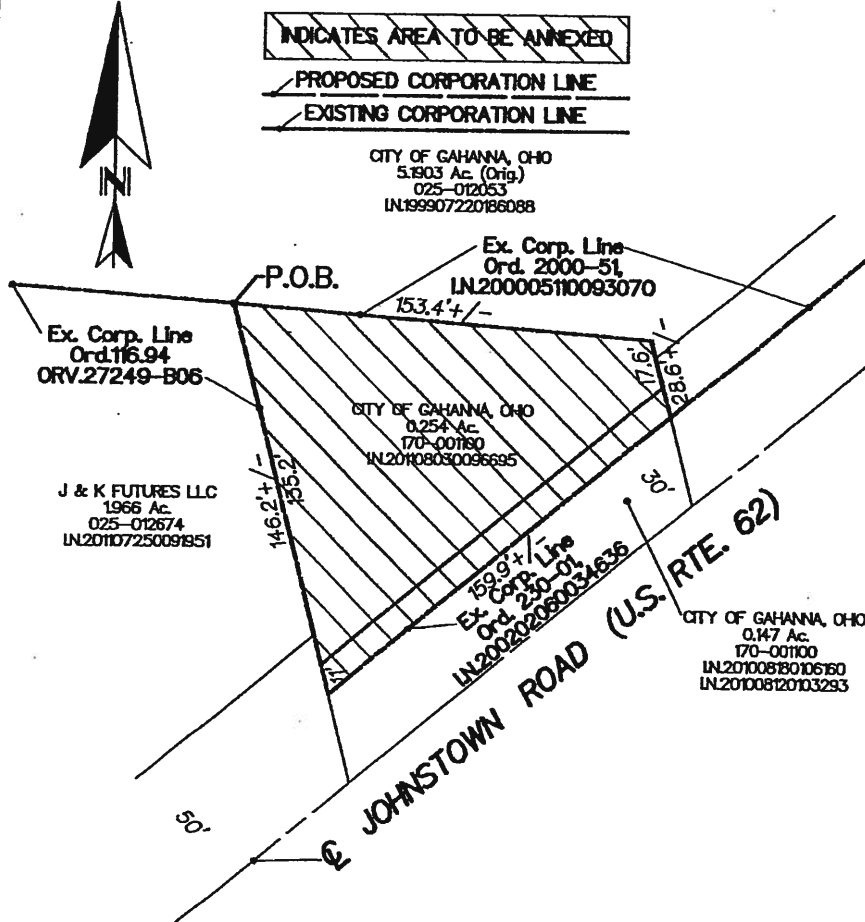 INDICATES AREA TO BE ANNEXED
PROPOSED CORPORATION LINE
EXISTING CORPORATION LINE
N
CITY OF GAHANNA, OHIO
5.1903 Ac. (Orig.)
025-012053
I.N.199907220186088
Ex. Corp. Line
Ord. 2000-51,
I.N.200005110093070
P.O.B.
153.4'+/-
Ex. Corp. Line
Ord.116.94
ORV.27249-B06
17.6'
28.6'+/-
CITY OF GAHANNA, OHIO
0.254 Ac.
170-001100
I.N.201108030096695
J & K FUTURES LLC
1.966 Ac.
025-012674
I.N.201107250091951
146.2'+/-
135.2'
30'
159.9'+/-
Ex. Corp. Line
Ord. 230-01,
I.N.200202060034636
CITY OF GAHANNA, OHIO
0.147 Ac.
170-001100
I.N.201008180106160
I.N.201008120103293
11'
50'
℄ JOHNSTOWN ROAD (U.S. RTE. 62)